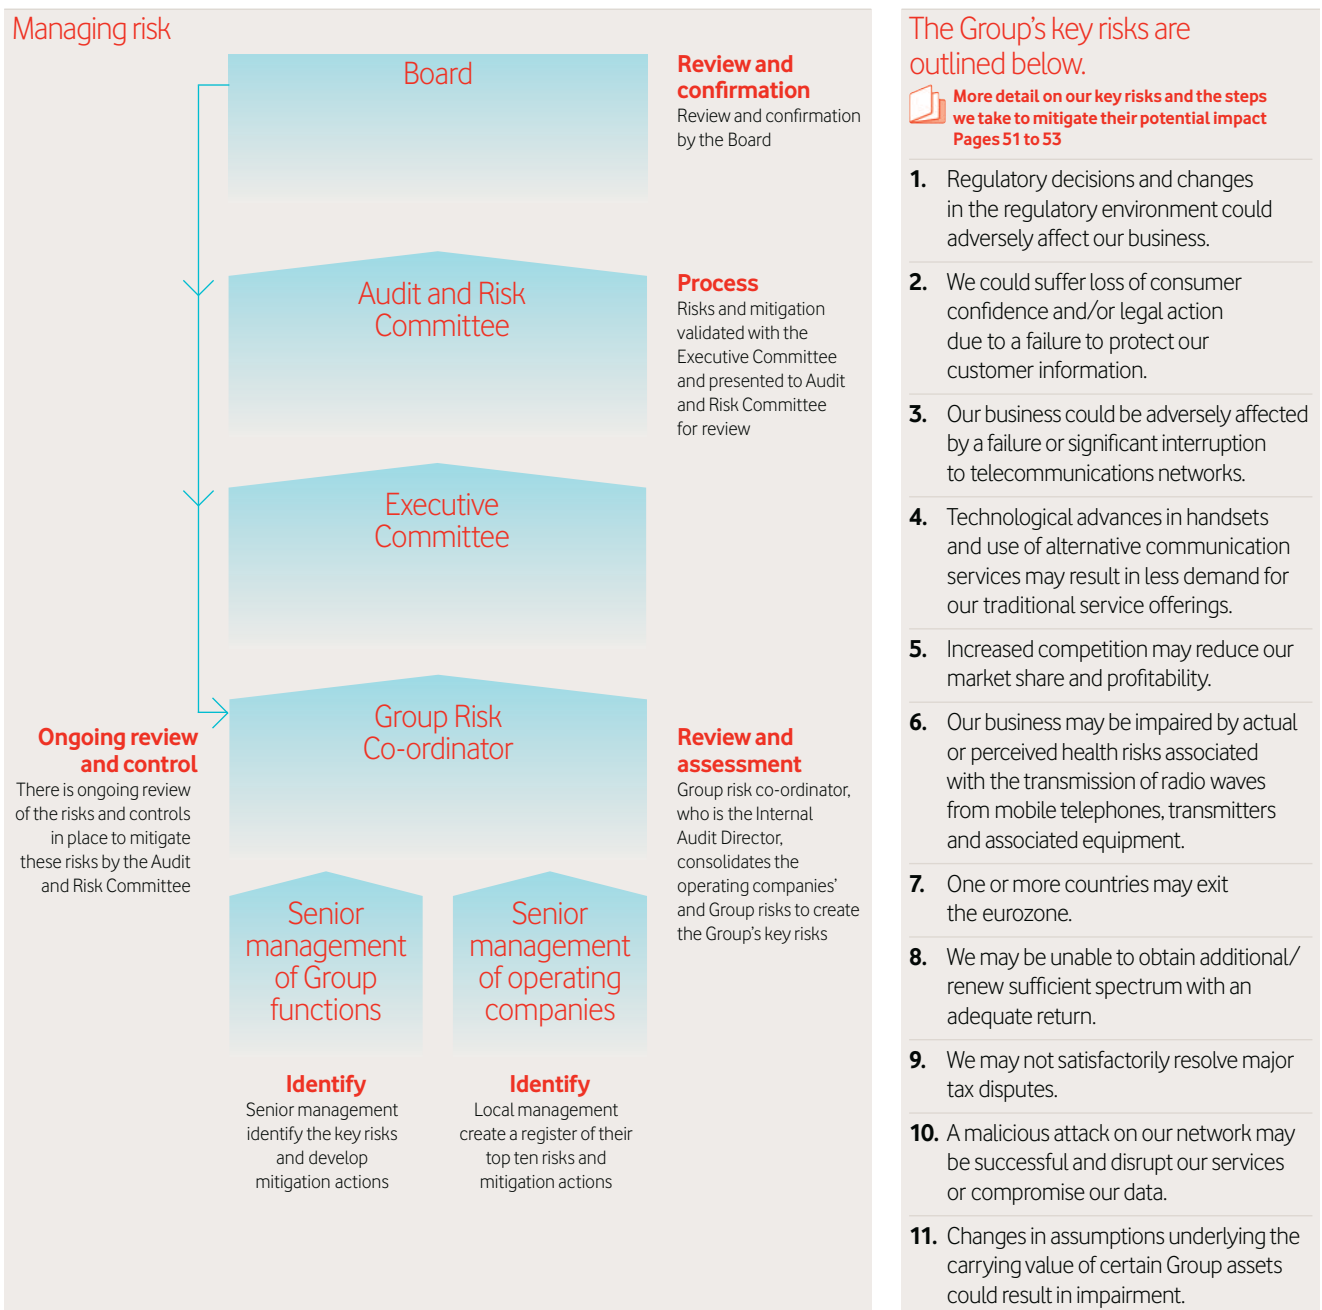 Managing risk
Board
Review and
confirmation
Review and confirmation
by the Board
Audit and Risk
Committee
Process
Risks and mitigation
validated with the
Executive Committee
and presented to Audit
and Risk Committee
for review
Executive
Committee
Group Risk
Co-ordinator
Ongoing review
and control
There is ongoing review
of the risks and controls
in place to mitigate
these risks by the Audit
and Risk Committee
Review and
assessment
Group risk co-ordinator,
who is the Internal
Audit Director,
consolidates the
operating companies’
and Group risks to create
the Group’s key risks
Senior
management
of Group
functions
Senior
management
of operating
companies
Identify
Senior management
identify the key risks
and develop
mitigation actions
Identify
Local management
create a register of their
top ten risks and
mitigation actions
The Group’s key risks are
outlined below.
More detail on our key risks and the steps
we take to mitigate their potential impact
Pages 51 to 53
1. Regulatory decisions and changes
in the regulatory environment could
adversely affect our business.
2. We could suffer loss of consumer
confidence and/or legal action
due to a failure to protect our
customer information.
3. Our business could be adversely affected
by a failure or significant interruption
to telecommunications networks.
4. Technological advances in handsets
and use of alternative communication
services may result in less demand for
our traditional service offerings.
5. Increased competition may reduce our
market share and profitability.
6. Our business may be impaired by actual
or perceived health risks associated
with the transmission of radio waves
from mobile telephones, transmitters
and associated equipment.
7. One or more countries may exit
the eurozone.
8. We may be unable to obtain additional/
renew sufficient spectrum with an
adequate return.
9. We may not satisfactorily resolve major
tax disputes.
10. A malicious attack on our network may
be successful and disrupt our services
or compromise our data.
11. Changes in assumptions underlying the
carrying value of certain Group assets
could result in impairment.